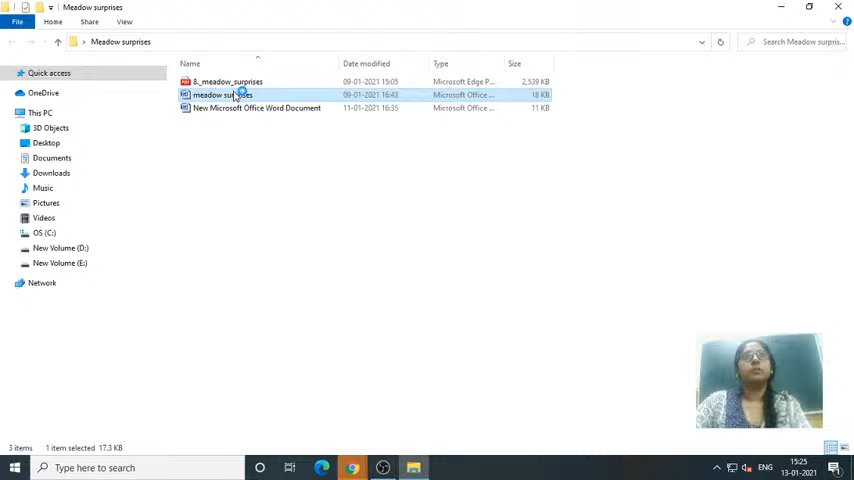 Meadow surprises
File
Home
Share
View
Meadow surprises
Search Meadow surpris...
Name
Date modified
Type
Size
Quick access
OneDrive
This PC
3D Objects
Desktop
Documents
Downloads
Music
Pictures
Videos
OS (C:)
New Volume (D:)
New Volume (E:)
Network
8._meadow_surprises
09-01-2021 15:05
Microsoft Edge P...
2,539 KB
meadow surprises
09-01-2021 16:43
Microsoft Office ...
18 KB
New Microsoft Office Word Document
11-01-2021 16:35
Microsoft Office ...
11 KB
3 items
1 item selected 17.3 KB
Type here to search
ENG
15:25
13-01-2021